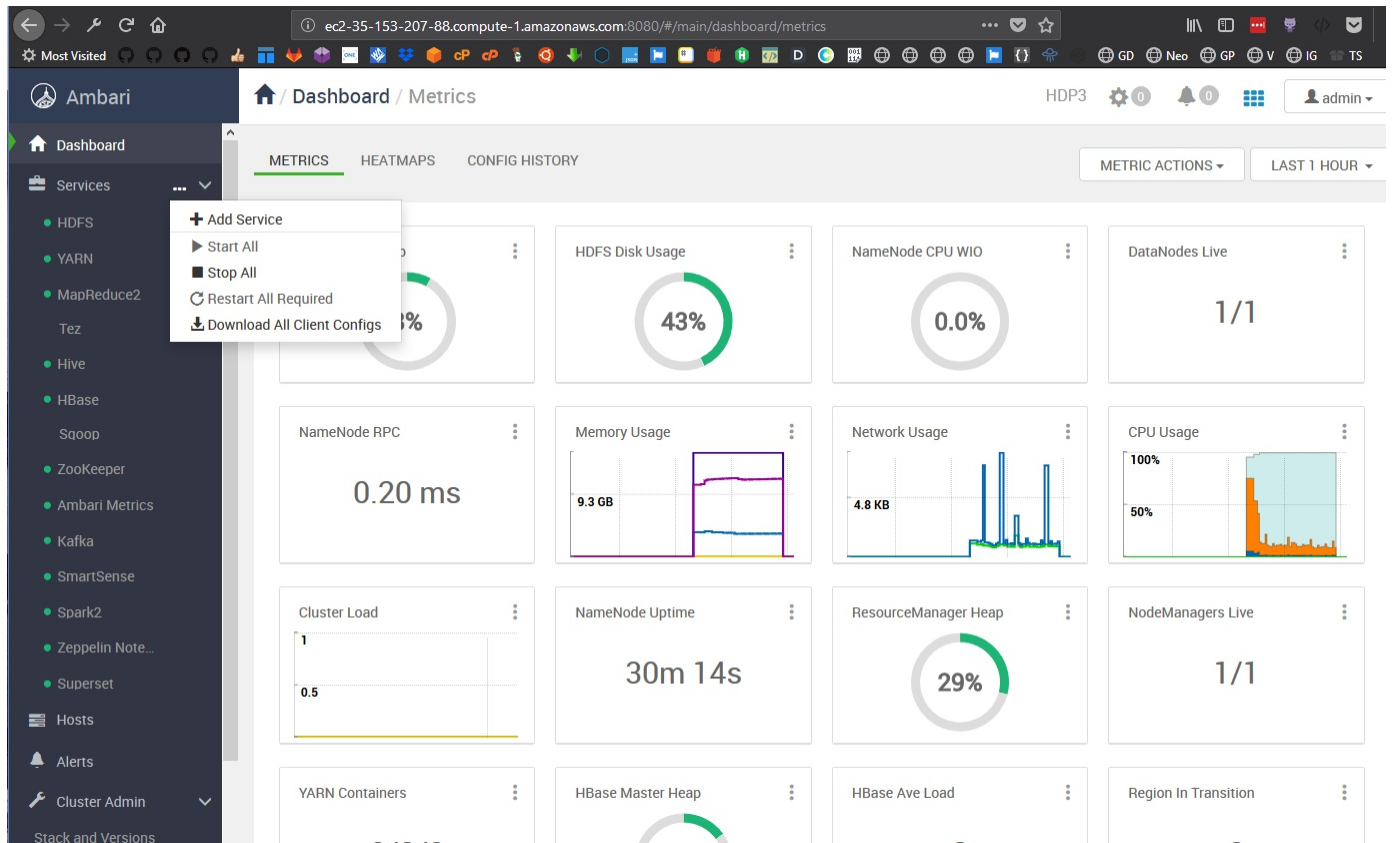 ec2-35-153-207-88.compute-1.amazonaws.com:8080/#/main/dashboard/metrics
Most Visited
GD
Neo
GP
V
IG
TS
Ambari
Dashboard / Metrics
HDP3
0
0
admin
Dashboard
Services
HDFS
YARN
MapReduce2
Tez
Hive
HBase
Sqoop
ZooKeeper
Ambari Metrics
Kafka
SmartSense
Spark2
Zeppelin Note...
Superset
Hosts
Alerts
Cluster Admin
Stack and Versions
Add Service
Start All
Stop All
Restart All Required
Download All Client Configs
METRICS
HEATMAPS
CONFIG HISTORY
METRIC ACTIONS
LAST 1 HOUR
HDFS Disk Usage
43%
NameNode CPU WIO
0.0%
DataNodes Live
1/1
NameNode RPC
0.20 ms
Memory Usage
9.3 GB
Network Usage
4.8 KB
CPU Usage
100%
50%
Cluster Load
1
0.5
NameNode Uptime
30m 14s
ResourceManager Heap
29%
NodeManagers Live
1/1
YARN Containers
HBase Master Heap
HBase Ave Load
Region In Transition